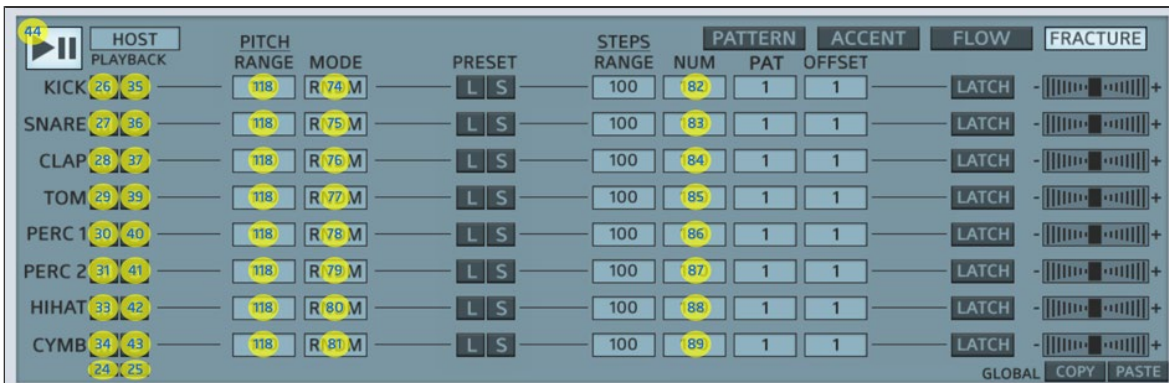 44 HOST PLAYBACK
PITCH STEPS PATTERN ACCENT FLOW FRACTURE
RANGE MODE PRESET RANGE NUM PAT OFFSET
KICK 26 35 118 R 74 M L S 100 82 1 1 LATCH - +
SNARE 27 36 118 R 75 M L S 100 83 1 1 LATCH - +
CLAP 28 37 118 R 76 M L S 100 84 1 1 LATCH - +
TOM 29 39 118 R 77 M L S 100 85 1 1 LATCH - +
PERC 1 30 40 118 R 78 M L S 100 86 1 1 LATCH - +
PERC 2 31 41 118 R 79 M L S 100 87 1 1 LATCH - +
HIHAT 33 42 118 R 80 M L S 100 88 1 1 LATCH - +
CYMB 34 43 118 R 81 M L S 100 89 1 1 LATCH - +
24 25 GLOBAL COPY PASTE